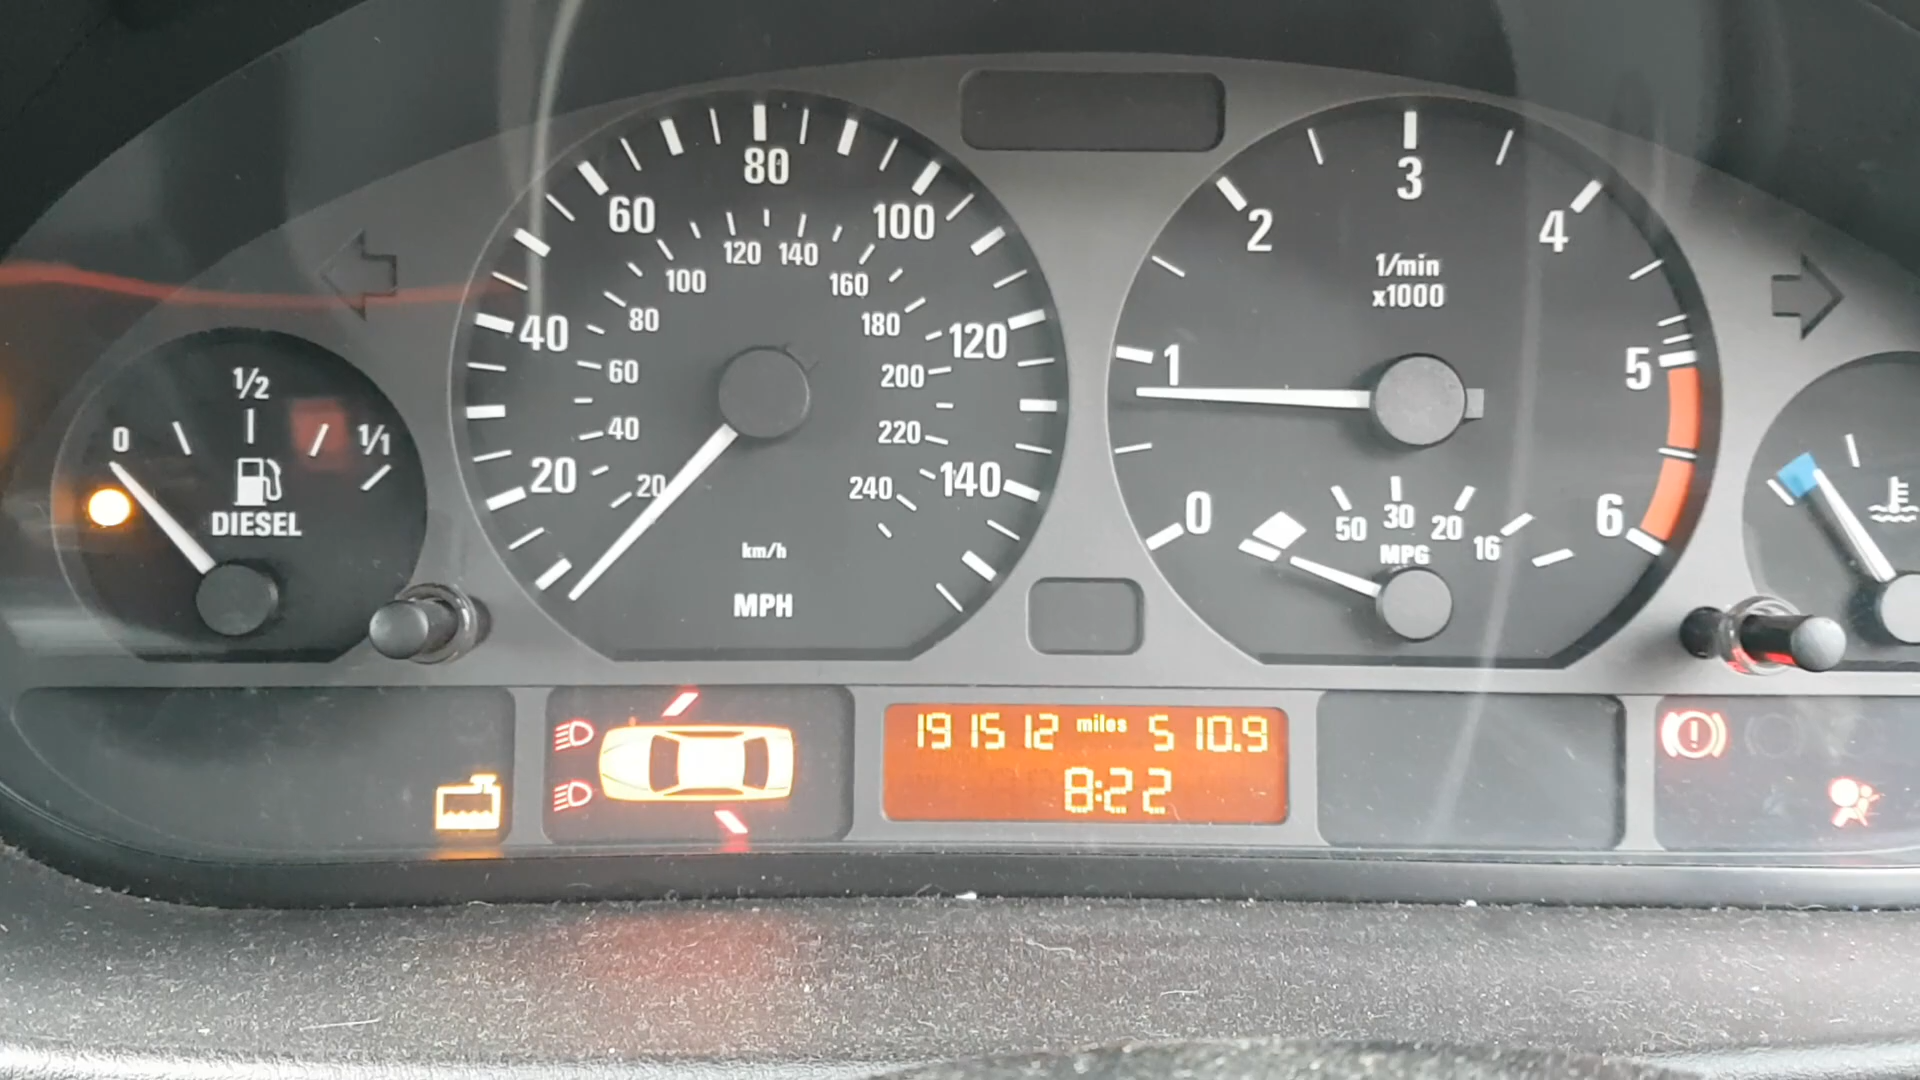 0 1/2 1/1
DIESEL
20 40 60 80 100 120 140
20 40 60 80 100 120 140 160 180 200 220 240
km/h
MPH
0 1 2 3 4 5 6
1/min
x1000
50 30 20 16
MPG
191512 miles 510.9
8:22